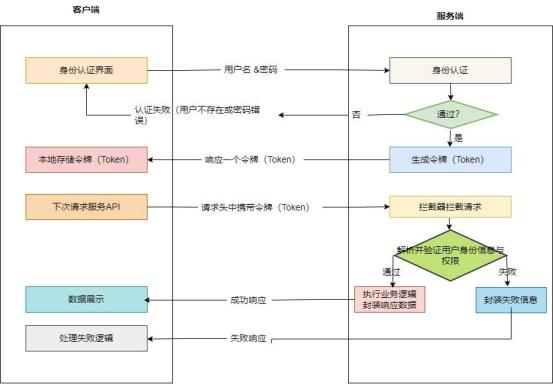 客户端
服务端
身份认证界面
用户名 &密码
身份认证
认证失败（用户不存在或密码错
误）
否
通过?
是
本地存储令牌（Token）
响应一个令牌（Token）
生成令牌（Token）
下次请求服务API
请求头中携带令牌（Token）
拦截器拦截请求
解析并验证用户身份信息与
权限
通过
失败
数据展示
成功响应
执行业务逻辑
封装响应数据
封装失败信息
处理失败逻辑
失败响应